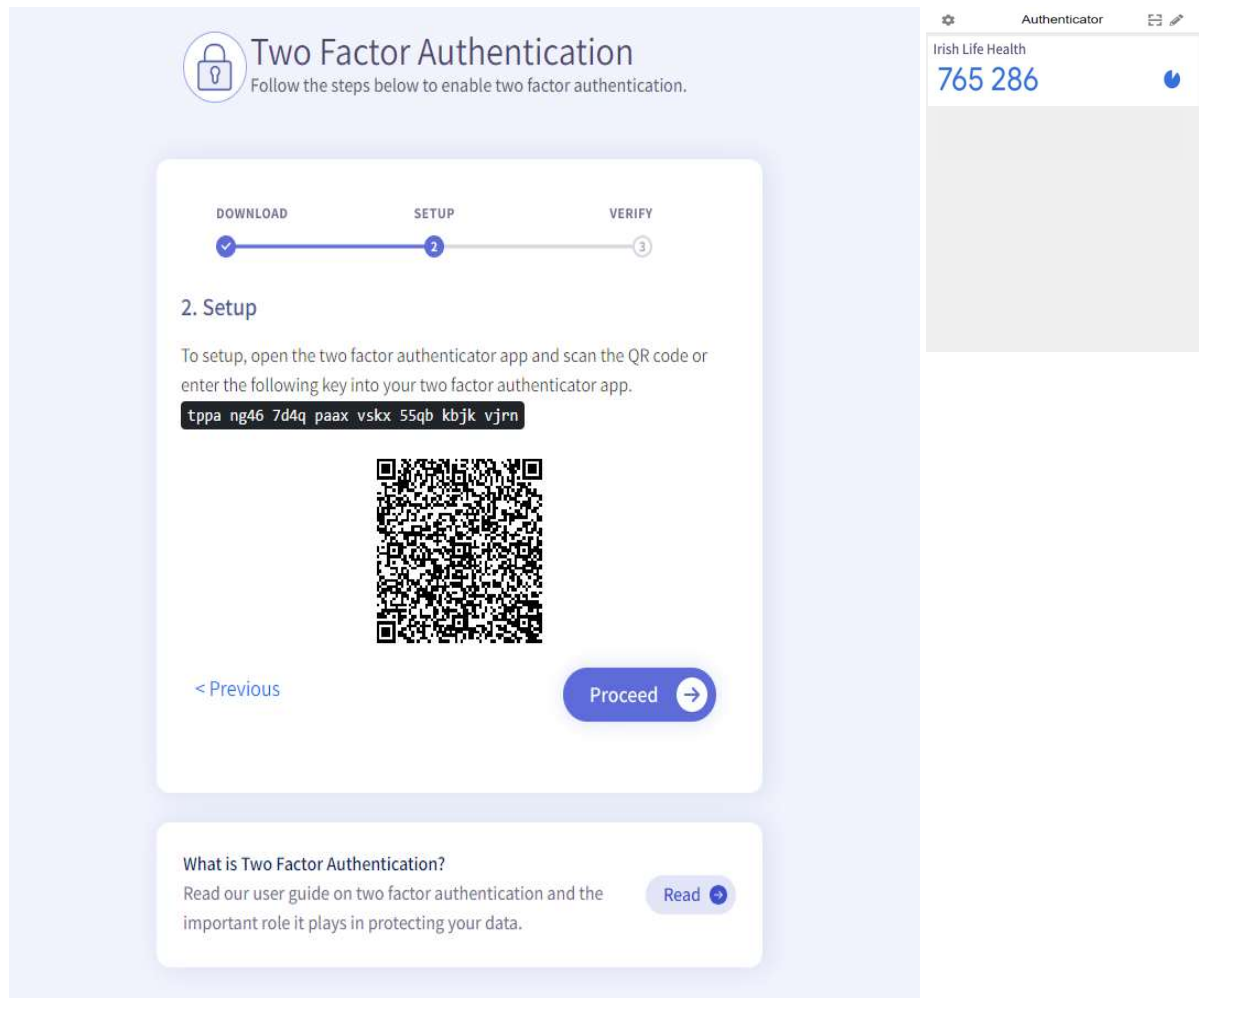 Two Factor Authentication
Follow the steps below to enable two factor authentication.
DOWNLOAD SETUP VERIFY
2 3
2. Setup
To setup, open the two factor authenticator app and scan the QR code or
enter the following key into your two factor authenticator app.
tppa ng46 7d4q paax vskx 55qb kbjk vjrn
< Previous
Proceed
What is Two Factor Authentication?
Read our user guide on two factor authentication and the
important role it plays in protecting your data.
Read
Authenticator
Irish Life Health
765 286